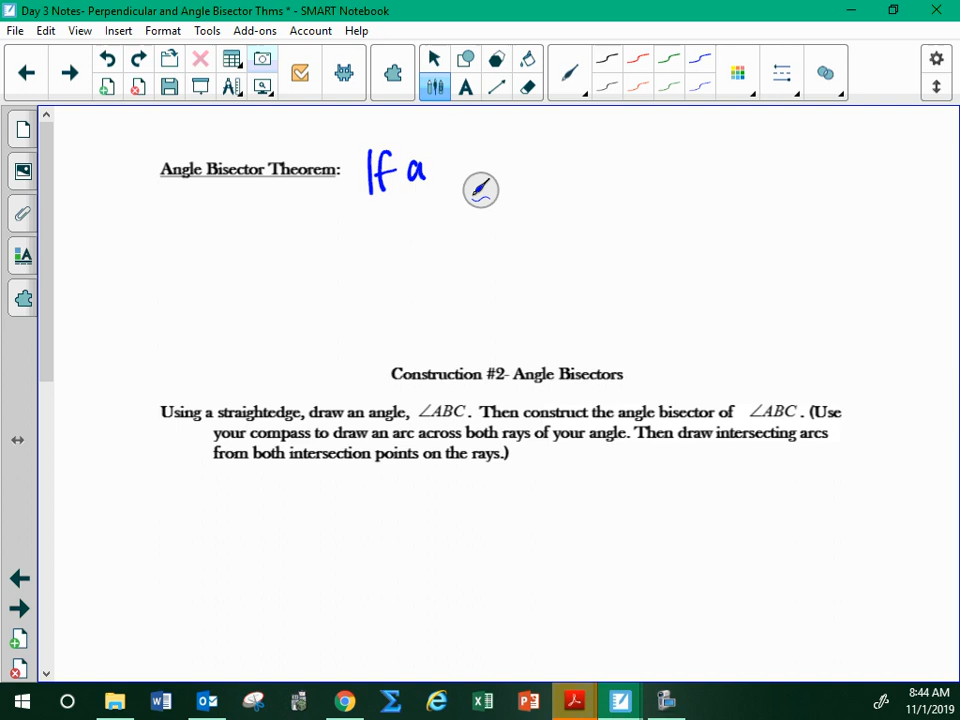 Day 3 Notes- Perpendicular and Angle Bisector Thms * - SMART Notebook
File Edit View Insert Format Tools Add-ons Account Help
Angle Bisector Theorem: If a
Construction #2- Angle Bisectors
Using a straightedge, draw an angle, ∠ABC. Then construct the angle bisector of ∠ABC. (Use
your compass to draw an arc across both rays of your angle. Then draw intersecting arcs
from both intersection points on the rays.)
8:44 AM
11/1/2019